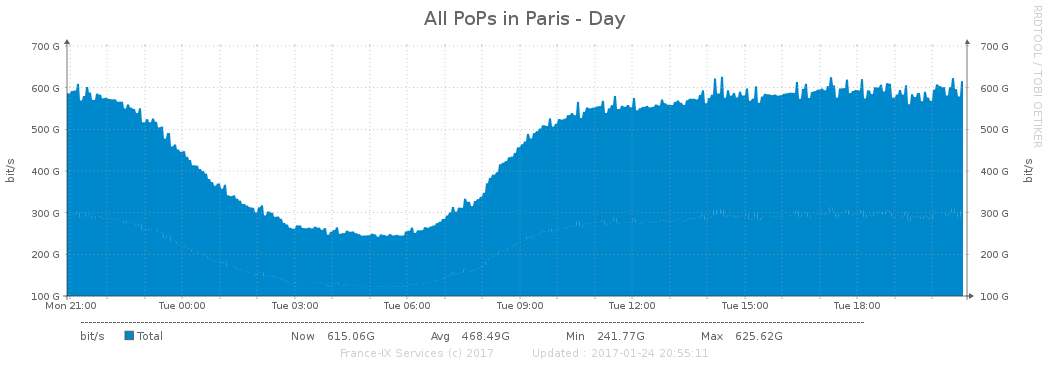 All PoPs in Paris - Day
RRDTOOL / TOBI OETIKER
700 G 700 G
600 G 600 G
500 G 500 G
400 G 400 G
300 G 300 G
200 G 200 G
100 G 100 G
bit/s bit/s
Mon 21:00 Tue 00:00 Tue 03:00 Tue 06:00 Tue 09:00 Tue 12:00 Tue 15:00 Tue 18:00
bit/s Total Now 615.06G Avg 468.49G Min 241.77G Max 625.62G
France-IX Services (c) 2017 Updated : 2017-01-24 20:55:11